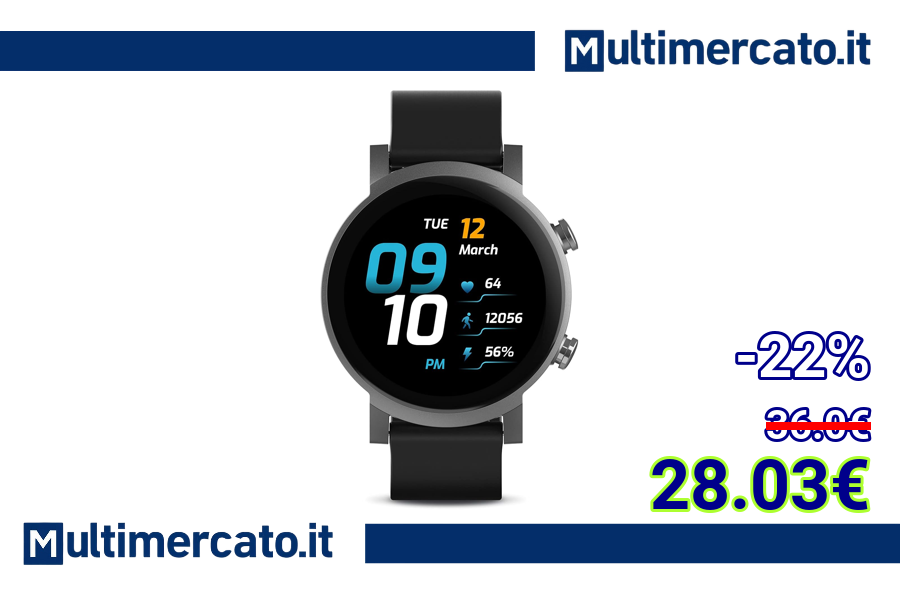 Multimercato.it
TUE 12
March
09
10
PM
64
12056
56%
-22%
36.0€
28.03€
Multimercato.it